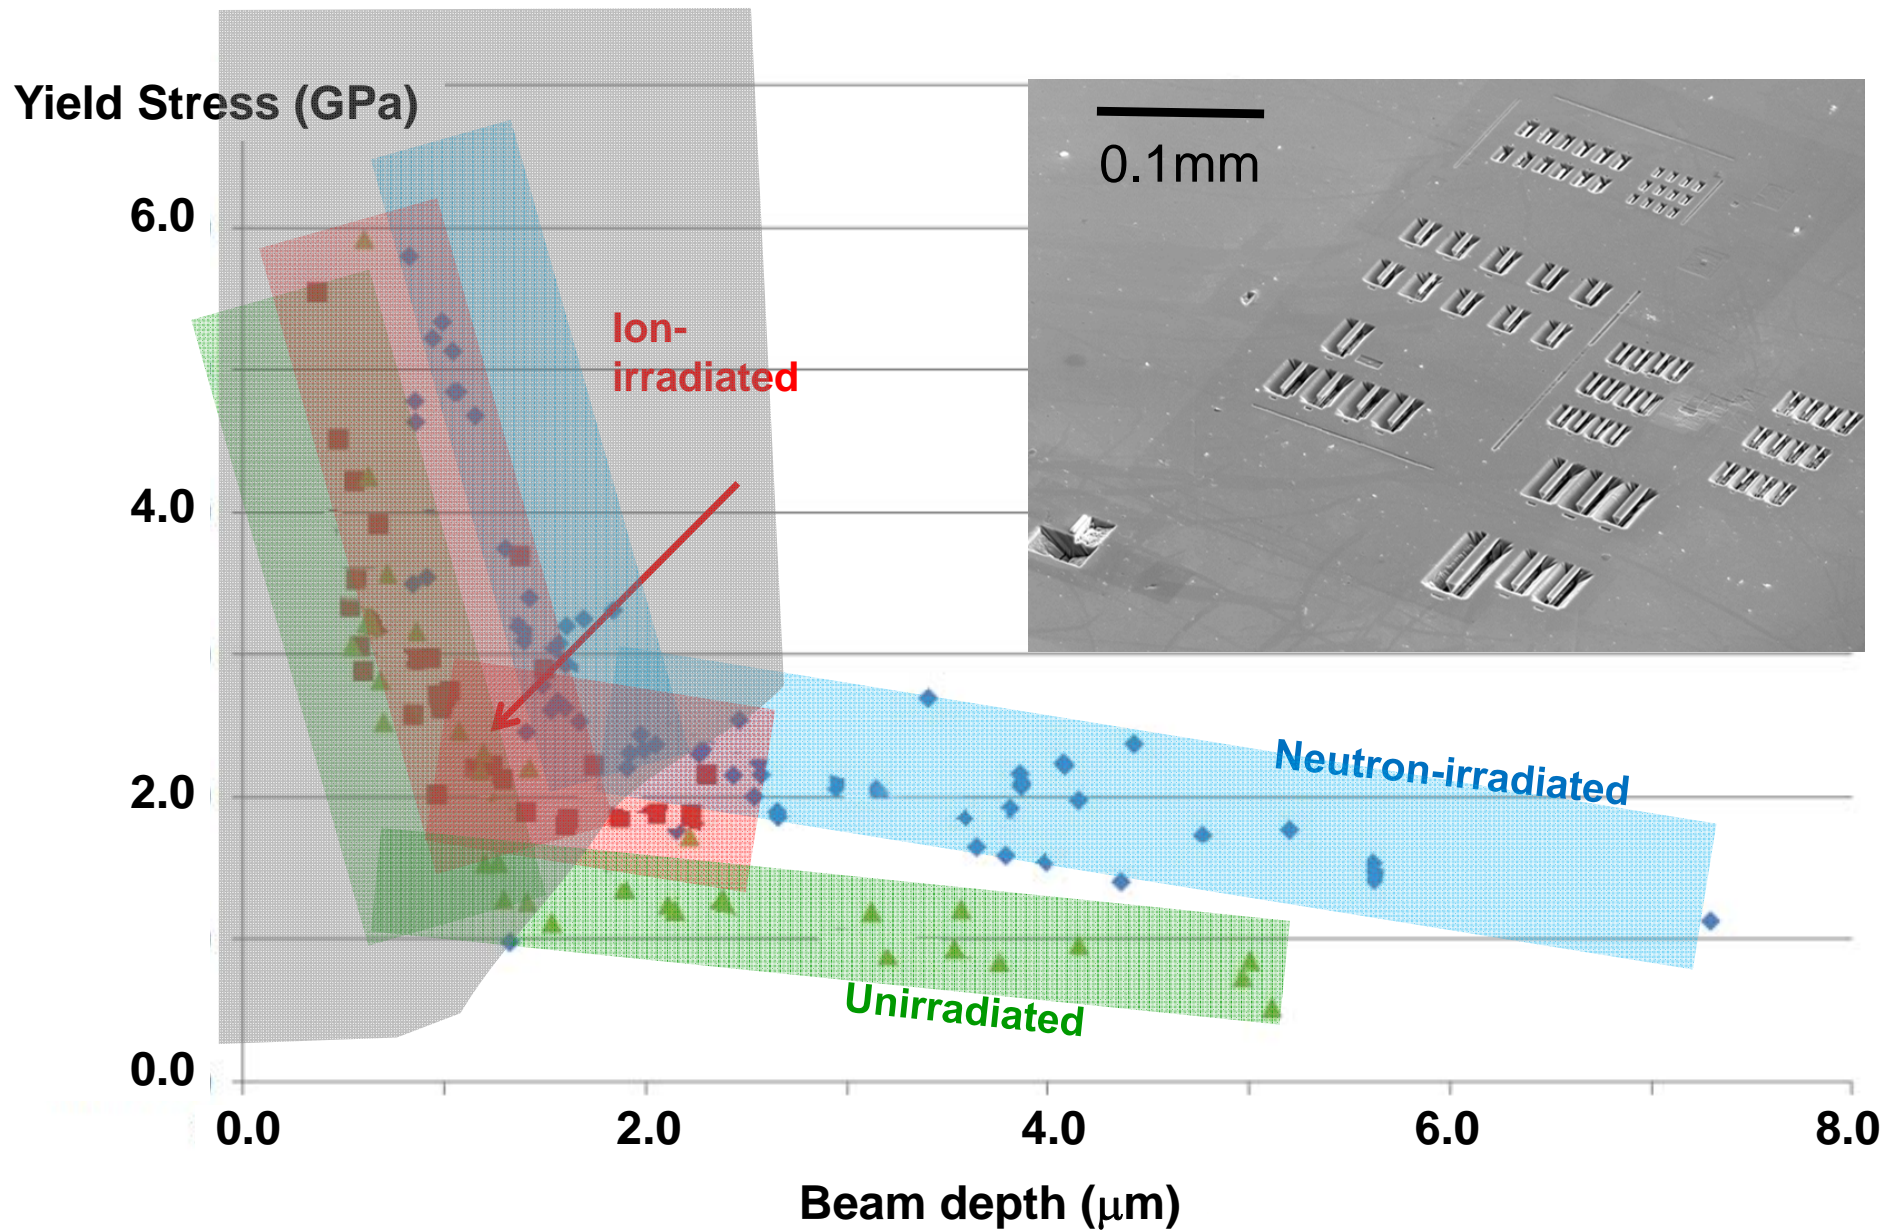 Yield Stress (GPa)
0.1mm
6.0
Ion-
irradiated
4.0
Neutron-irradiated
2.0
Unirradiated
0.0
0.0 2.0 4.0 6.0 8.0
Beam depth (μm)